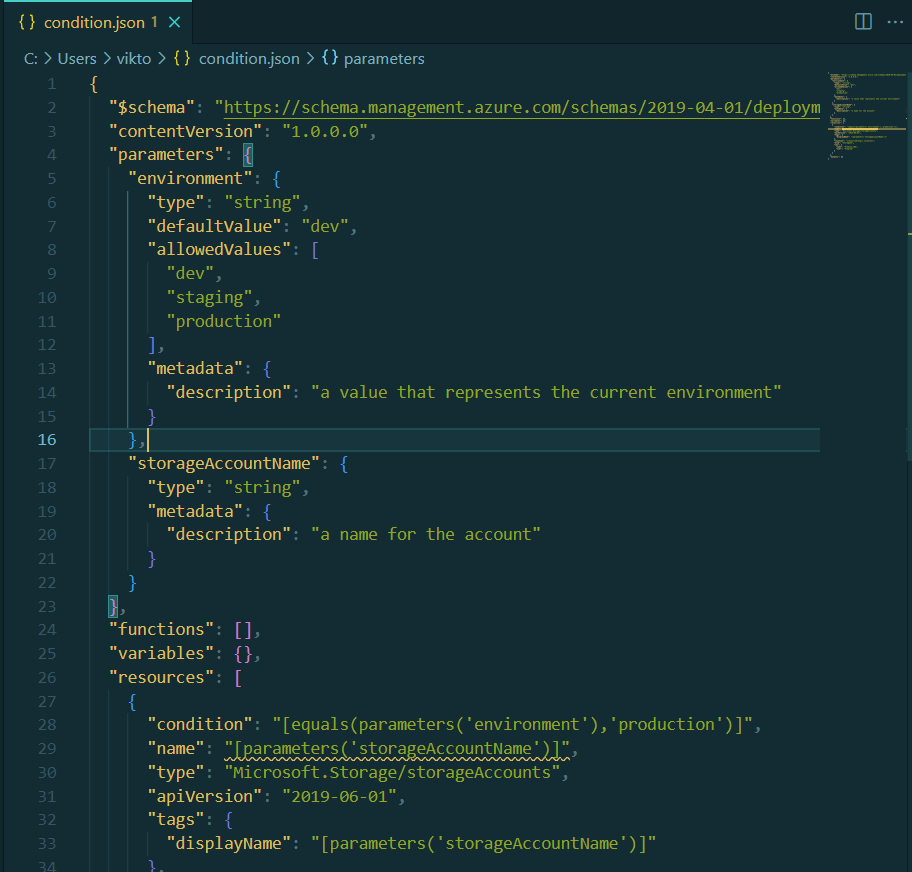 {} condition.json 1 ×
C: > Users > vikto > {} condition.json > {} parameters
1 {
2 "$schema": "https://schema.management.azure.com/schemas/2019-04-01/deploym
3 "contentVersion": "1.0.0.0",
4 "parameters": {
5 "environment": {
6 "type": "string",
7 "defaultValue": "dev",
8 "allowedValues": [
9 "dev",
10 "staging",
11 "production"
12 ],
13 "metadata": {
14 "description": "a value that represents the current environment"
15 }
16 },
17 "storageAccountName": {
18 "type": "string",
19 "metadata": {
20 "description": "a name for the account"
21 }
22 }
23 },
24 "functions": [],
25 "variables": {},
26 "resources": [
27 {
28 "condition": "[equals(parameters('environment'),'production')]",
29 "name": "[parameters('storageAccountName')]",
30 "type": "Microsoft.Storage/storageAccounts",
31 "apiVersion": "2019-06-01",
32 "tags": {
33 "displayName": "[parameters('storageAccountName')]"
34 },